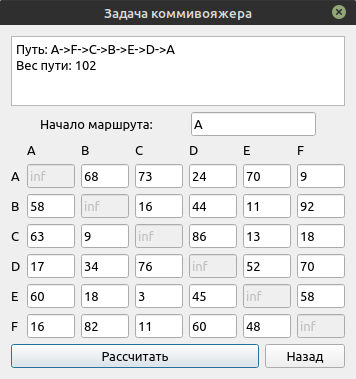 Задача коммивояжера
Путь: A->F->C->B->E->D->A
Вес пути: 102
Начало маршрута: A
A B C D E F
A inf 68 73 24 70 9
B 58 inf 16 44 11 92
C 63 9 inf 86 13 18
D 17 34 76 inf 52 70
E 60 18 3 45 inf 58
F 16 82 11 60 48 inf
Рассчитать Назад